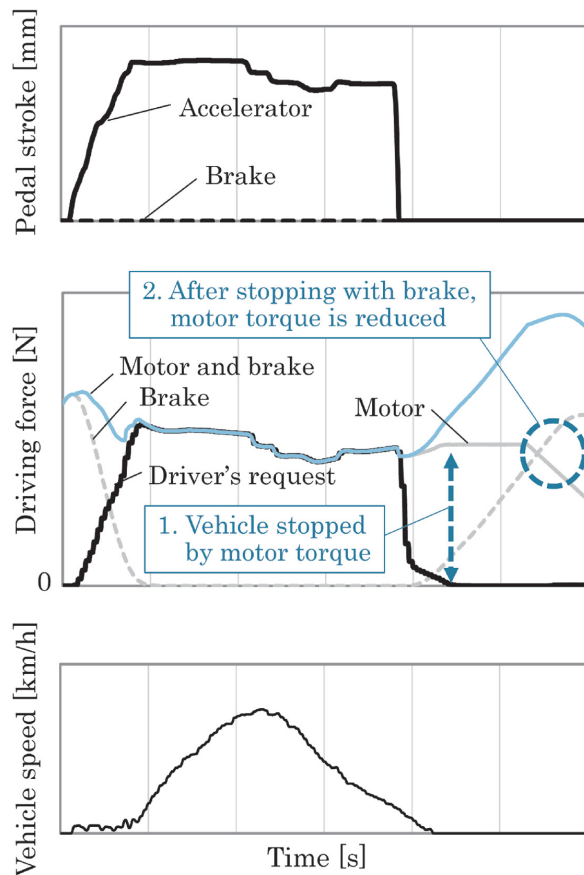 Pedal stroke [mm]
Accelerator
Brake
Driving force [N]
2. After stopping with brake,
motor torque is reduced
Motor and brake
Brake
Motor
Driver's request
1. Vehicle stopped
by motor torque
0
Vehicle speed [km/h]
Time [s]